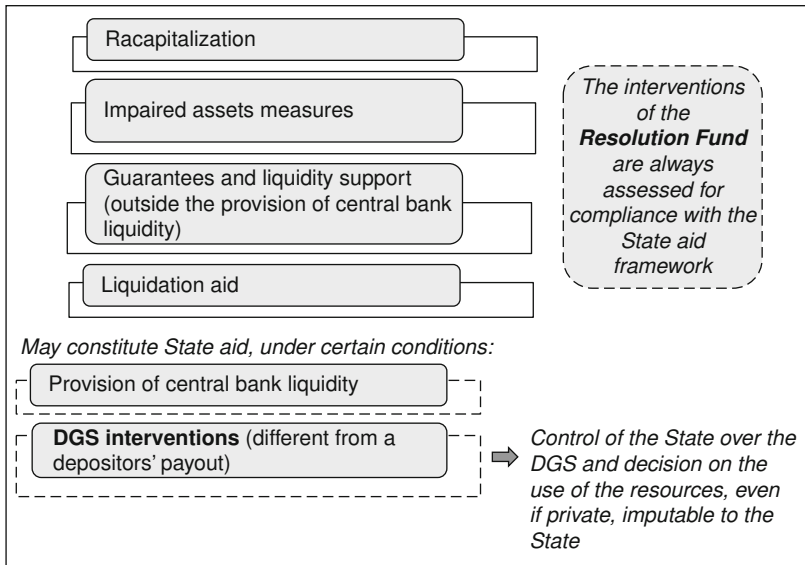 Racapitalization
Impaired assets measures
Guarantees and liquidity support
(outside the provision of central bank
liquidity)
Liquidation aid
The interventions
of the
Resolution Fund
are always
assessed for
compliance with the
State aid
framework
May constitute State aid, under certain conditions:
Provision of central bank liquidity
DGS interventions (different from a
depositors' payout)
Control of the State over the
DGS and decision on the
use of the resources, even
if private, imputable to the
State